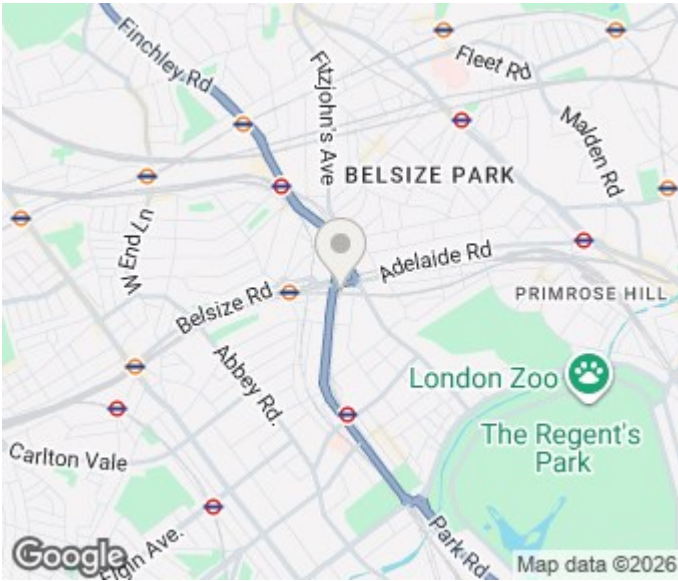 Finchley Rd
Fitzjohn's Ave
Fleet Rd
Malden Rd
BELSIZE PARK
W End Ln
Adelaide Rd
Belsize Rd
PRIMROSE HILL
Abbey Rd.
London Zoo
The Regent's
Park
Carlton Vale
Elgin Ave.
Park Rd
Google
Map data ©2026